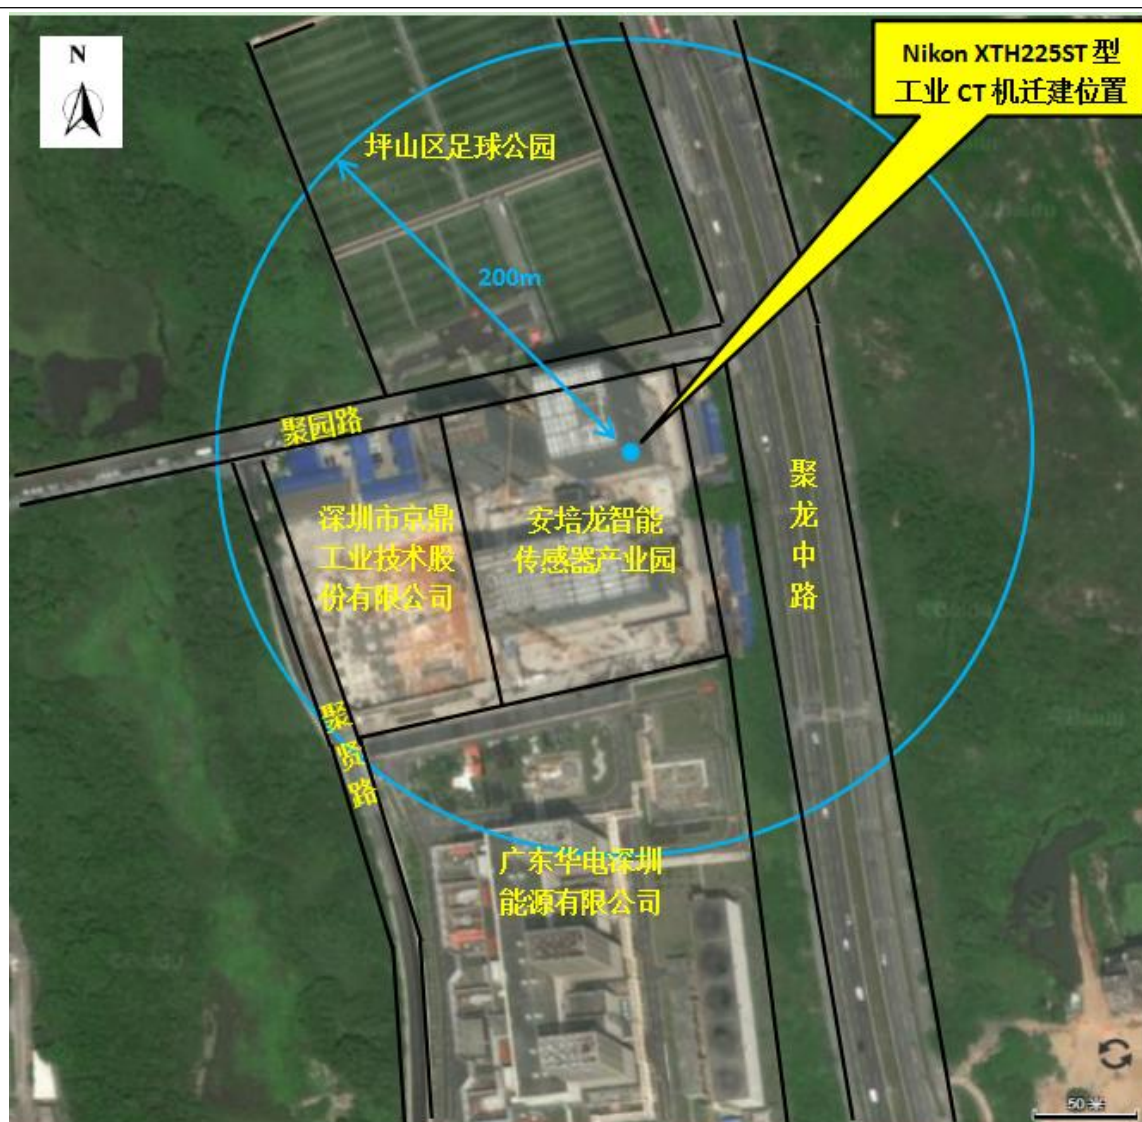 N
Nikon XTH225ST 型
工业 CT 机迁建位置
坪山区足球公园
200m
聚园路
深圳市京鼎
工业技术股
份有限公司
安培龙智能
传感器产业园
聚
龙
中
路
聚
贤
路
广东华电深圳
能源有限公司
50 米